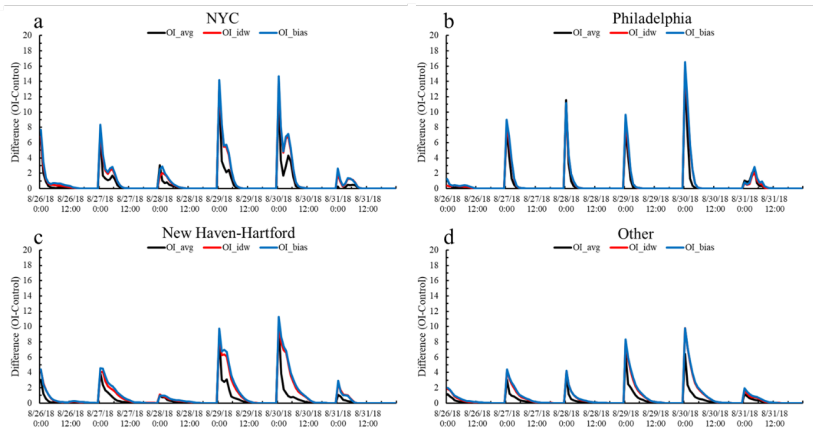 a
NYC
OI_avg OI_idw OI_bias
Difference (OI-Control)
20
18
16
14
12
10
8
6
4
2
0
8/26/18 8/26/18 8/27/18 8/27/18 8/28/18 8/28/18 8/29/18 8/29/18 8/30/18 8/30/18 8/31/18 8/31/18
0:00 12:00 0:00 12:00 0:00 12:00 0:00 12:00 0:00 12:00 0:00 12:00
b
Philadelphia
OI_avg OI_idw OI_bias
Difference (OI-Control)
20
18
16
14
12
10
8
6
4
2
0
8/26/18 8/26/18 8/27/18 8/27/18 8/28/18 8/28/18 8/29/18 8/29/18 8/30/18 8/30/18 8/31/18 8/31/18
0:00 12:00 0:00 12:00 0:00 12:00 0:00 12:00 0:00 12:00 0:00 12:00
c
New Haven-Hartford
OI_avg OI_idw OI_bias
Difference (OI-Control)
20
18
16
14
12
10
8
6
4
2
0
8/26/18 8/26/18 8/27/18 8/27/18 8/28/18 8/28/18 8/29/18 8/29/18 8/30/18 8/30/18 8/31/18 8/31/18
0:00 12:00 0:00 12:00 0:00 12:00 0:00 12:00 0:00 12:00 0:00 12:00
d
Other
OI_avg OI_idw OI_bias
Difference (OI-Control)
20
18
16
14
12
10
8
6
4
2
0
8/26/18 8/26/18 8/27/18 8/27/18 8/28/18 8/28/18 8/29/18 8/29/18 8/30/18 8/30/18 8/31/18 8/31/18
0:00 12:00 0:00 12:00 0:00 12:00 0:00 12:00 0:00 12:00 0:00 12:00